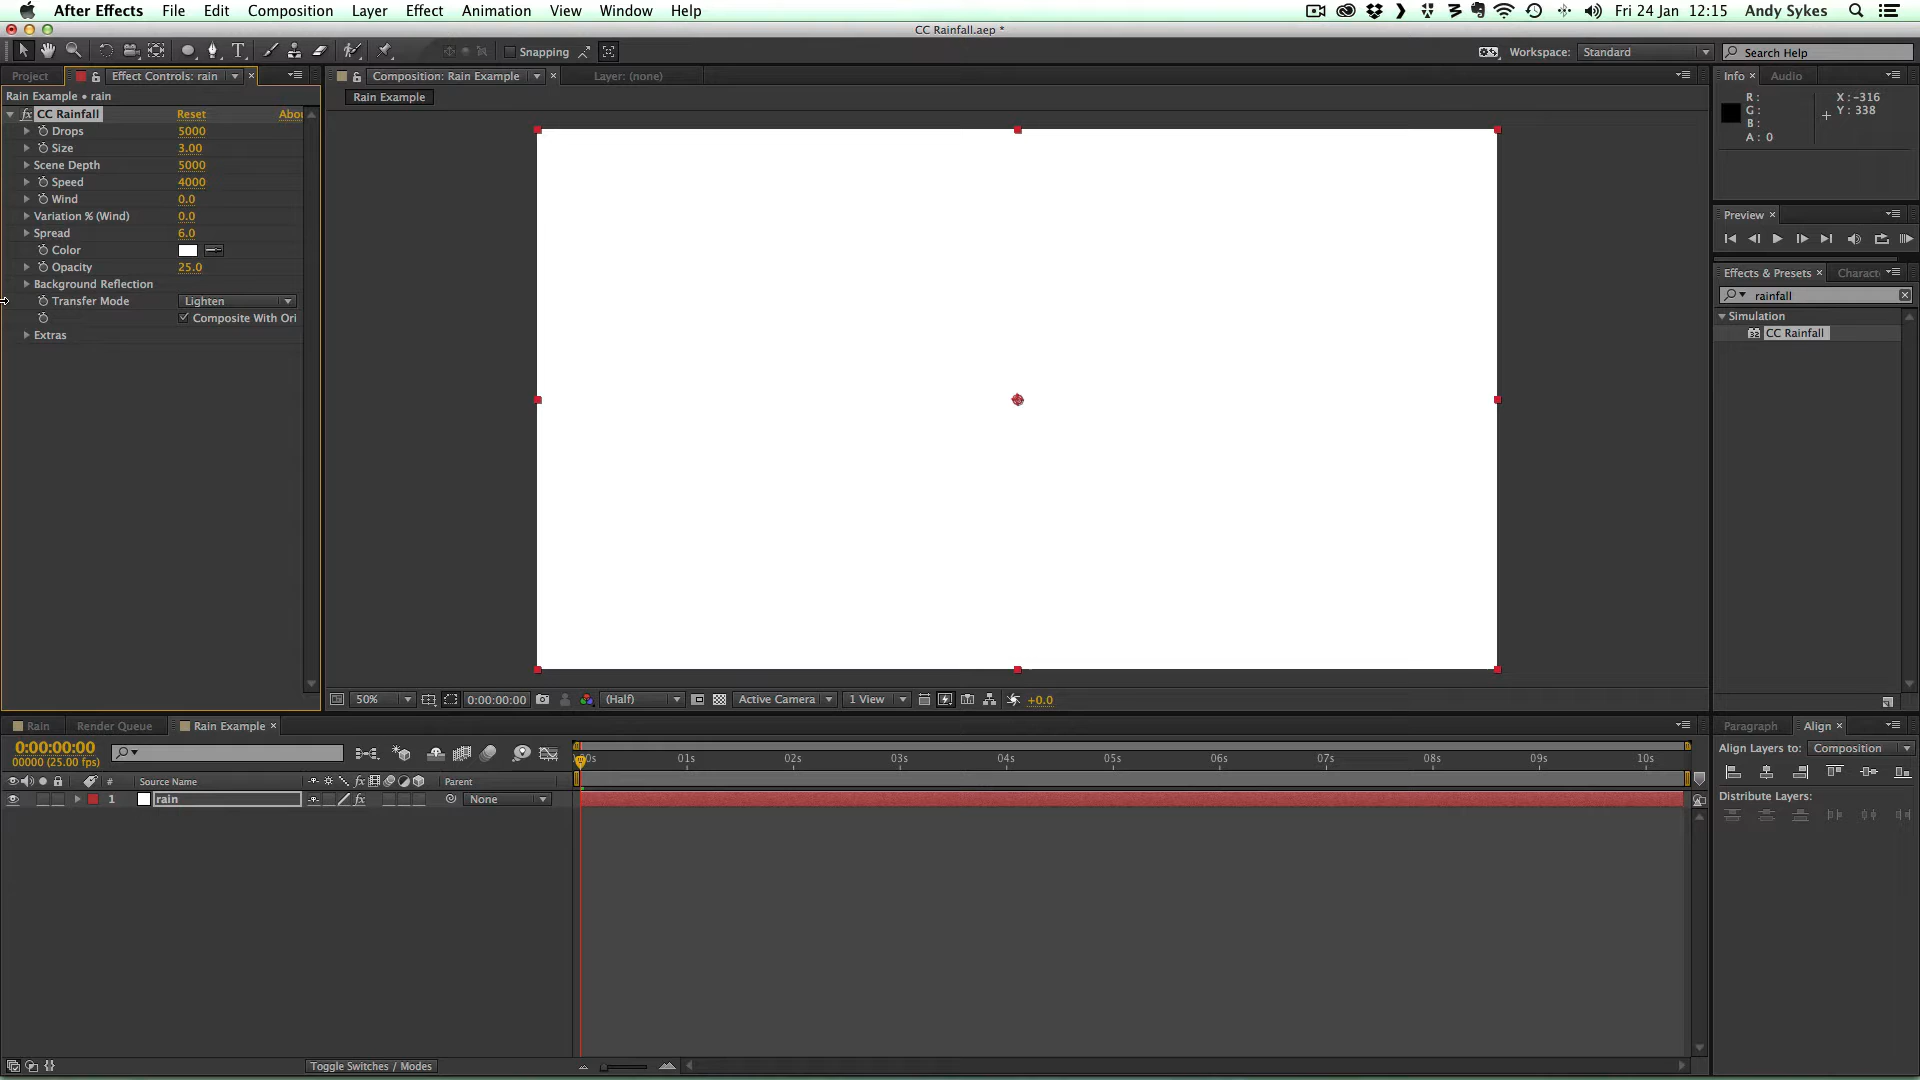 After Effects File Edit Composition Layer Effect Animation View Window Help Fri 24 Jan 12:15 Andy Sykes
CC Rainfall.aep *
Snapping Workspace: Standard Search Help
Project Effect Controls: rain × Composition: Rain Example × Layer: (none) Info × Audio
Rain Example • rain
Rain Example
R: X: -316
G: Y: 338
B:
A: 0
fx CC Rainfall Reset Abou
Drops 5000
Size 3.00
Scene Depth 5000
Speed 4000
Wind 0.0
Variation % (Wind) 0.0
Spread 6.0
Color
Opacity 25.0
Background Reflection
Transfer Mode Lighten
Composite With Ori
Extras
Preview ×
Effects & Presets × Charact
rainfall
Simulation
CC Rainfall
50% 0:00:00:00 (Half) Active Camera 1 View +0.0
Rain Render Queue Rain Example × Paragraph Align ×
0:00:00:00
00000 (25.00 fps)
Align Layers to: Composition
Distribute Layers:
00s 01s 02s 03s 04s 05s 06s 07s 08s 09s 10s
# Source Name fx Parent
1 rain fx None
Toggle Switches / Modes